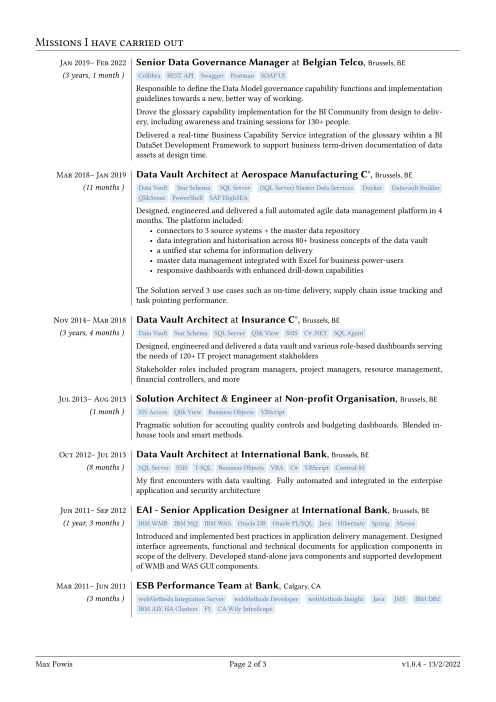 Missions I have carried out
Jan 2019– Feb 2022
(3 years, 1 month )
Senior Data Governance Manager at Belgian Telco, Brussels, BE
Collibra REST API Swagger Postman SOAP UI
Responsible to define the Data Model governance capability functions and implementation
guidelines towards a new, better way of working.
Drove the glossary capability implementation for the BI Community from design to deliv-
ery, including awareness and training sessions for 130+ people.
Delivered a real-time Business Capability Service integration of the glossary wihtin a BI
DataSet Development Framework to support business term-driven documentation of data
assets at design time.
Mar 2018– Jan 2019
(11 months )
Data Vault Architect at Aerospace Manufacturing C°, Brussels, BE
Data Vault Star Schema SQL Server (SQL Server) Master Data Services Docker Datavault Builder
QlikSense PowerShell SAP HighSEA
Designed, engineered and delivered a full automated agile data management platform in 4
months. The platform included:
• connectors to 3 source systems + the master data repository
• data integration and historisation across 80+ business concepts of the data vault
• a unified star schema for information delivery
• master data management integrated with Excel for business power-users
• responsive dashboards with enhanced drill-down capabilities
The Solution served 3 use cases such as on-time delivery, supply chain issue tracking and
task pointing performance.
Nov 2014– Mar 2018
(3 years, 4 months )
Data Vault Architect at Insurance C°, Brussels, BE
Data Vault Star Schema SQL Server Qlik View SSIS C# .NET SQL Agent
Designed, engineered and delivered a data vault and various role-based dashboards serving
the needs of 120+ IT project management stakholders
Stakeholder roles included program managers, project managers, resource management,
financial controllers, and more
Jul 2013– Aug 2013
(1 month )
Solution Architect & Engineer at Non-profit Organisation, Brussels, BE
MS Access Qlik View Business Objects VBScript
Pragmatic solution for accouting quality controls and budgeting dashboards. Blended in-
house tools and smart methods.
Oct 2012– Jul 2013
(8 months )
Data Vault Architect at International Bank, Brussels, BE
SQL Server SSIS T-SQL Business Objects VBA C# VBScript Control-M
My first encounters with data vaulting. Fully automated and integrated in the enterpise
application and security architecture
Jun 2011– Sep 2012
(1 year, 3 months )
EAI - Senior Application Designer at International Bank, Brussels, BE
IBM WMB IBM MQ IBM WAS Oracle DB Oracle PL/SQL Java Hibernate Spring Maven
Introduced and implemented best practices in application delivery management. Designed
interface agreements, functional and technical documents for application components in
scope of the delivery. Developed stand-alone java components and supported development
of WMB and WAS GUI components.
Mar 2011– Jun 2011
(3 months )
ESB Performance Team at Bank, Calgary, CA
webMethods Integration Server webMethods Developer webMethods Insight Java JMS IBM DB2
IBM AIX HA Clusters F5 CA Wily IntroScope
Max Powis
Page 2 of 3
v1.0.4 - 13/2/2022